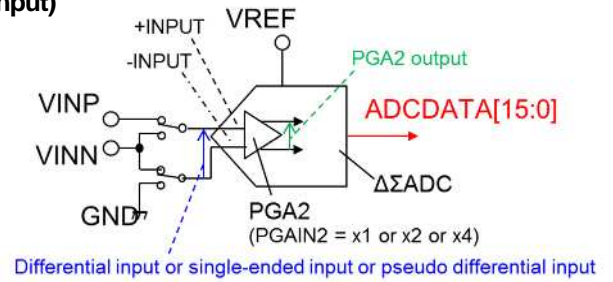 nput)
+INPUT
VREF
-INPUT
PGA2 output
VINP
ADCDATA[15:0]
VINN
ΔΣADC
GND
PGA2
(PGAIN2 = x1 or x2 or x4)
Differential input or single-ended input or pseudo differential input